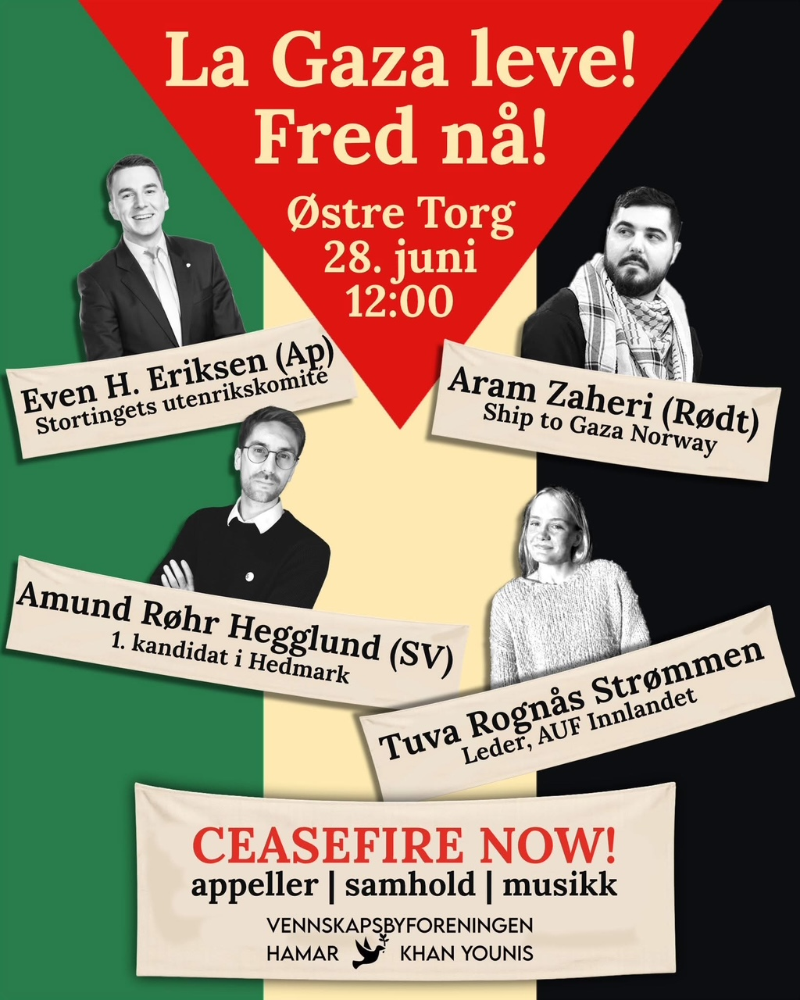 La Gaza leve!
Fred nå!
Østre Torg
28. juni
12:00
Even H. Eriksen (Ap)
Stortingets utenrikskomité
Aram Zaheri (Rødt)
Ship to Gaza Norway
Amund Røhr Hegglund (SV)
1. kandidat i Hedmark
Tuva Rognås Strømmen
Leder, AUF Innlandet
CEASEFIRE NOW!
appeller | samhold | musikk
VENNSKAPSBYFORENINGEN
HAMAR KHAN YOUNIS